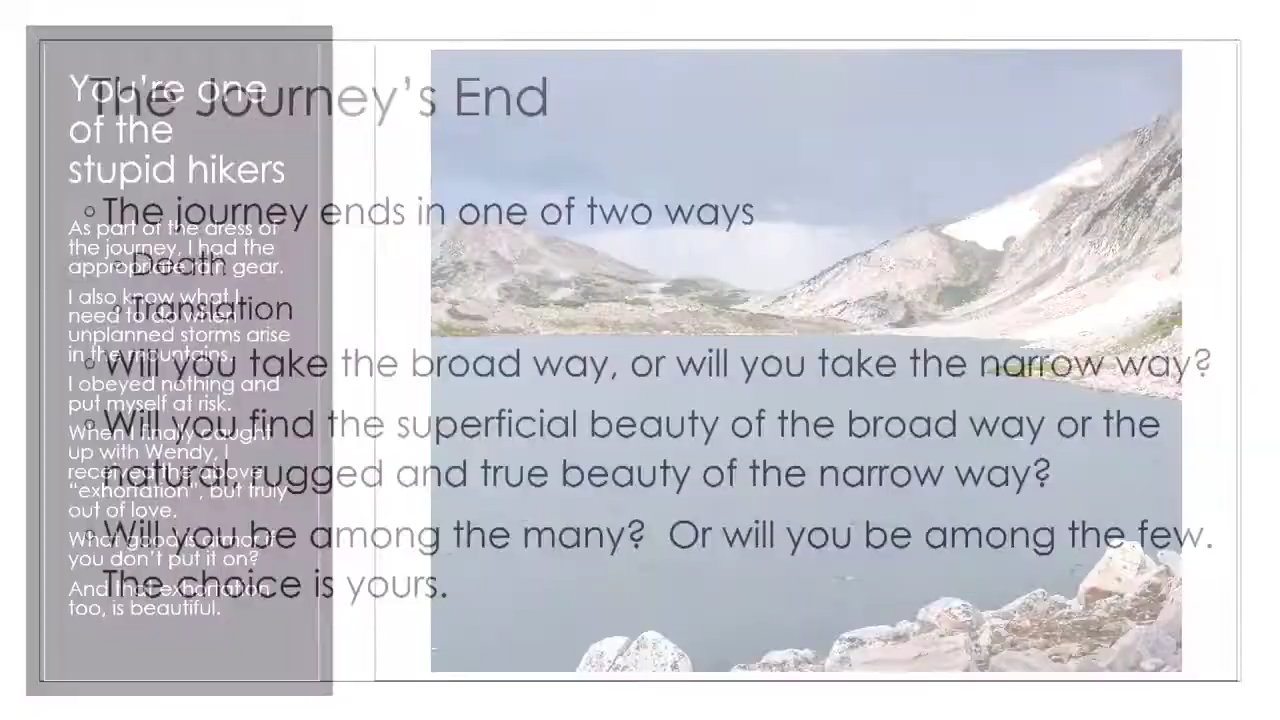 You're one
of the
stupid hikers
As part of the dress of
the journey, I had the
appropriate rain gear.
I also know what I
need to do when
unplanned storms arise
in the mountains.
I obeyed nothing and
put myself at risk.
When I finally caught
up with Wendy, I
received the above
“exhortation”, but truly
out of love.
What good is armor if
you don't put it on?
And that exhortation
too, is beautiful.
The Journey's End
The journey ends in one of two ways
Death
Translation
Will you take the broad way, or will you take the narrow way?
Will you find the superficial beauty of the broad way or the
natural, rugged and true beauty of the narrow way?
Will you be among the many?  Or will you be among the few.
The choice is yours.